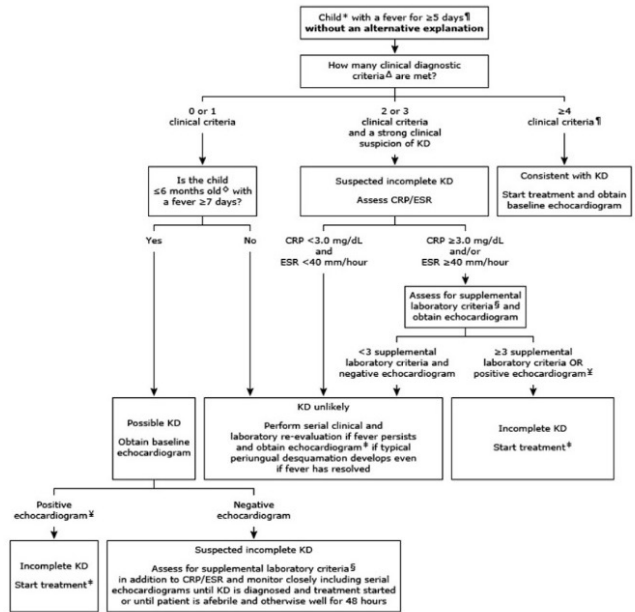 Child* with a fever for ≥5 days¶
without an alternative explanation
How many clinical diagnostic
criteriaΔ are met?
0 or 1
clinical criteria
2 or 3
clinical criteria
and a strong clinical
suspicion of KD
≥4
clinical criteria¶
Is the child
≤6 months old◊ with
a fever ≥7 days?
Suspected incomplete KD
Assess CRP/ESR
Consistent with KD
Start treatment and obtain
baseline echocardiogram
Yes
No
CRP <3.0 mg/dL
and
ESR <40 mm/hour
CRP ≥3.0 mg/dL
and/or
ESR ≥40 mm/hour
Assess for supplemental
laboratory criteria§ and
obtain echocardiogram
<3 supplemental
laboratory criteria and
negative echocardiogram
≥3 supplemental
laboratory criteria OR
positive echocardiogram¥
Possible KD
Obtain baseline
echocardiogram
KD unlikely
Perform serial clinical and
laboratory re-evaluation if fever persists
and obtain echocardiogram‡ if typical
periungual desquamation develops even
if fever has resolved
Incomplete KD
Start treatment‡
Positive
echocardiogram¥
Negative
echocardiogram
Incomplete KD
Start treatment‡
Suspected incomplete KD
Assess for supplemental laboratory criteria§
in addition to CRP/ESR and monitor closely including serial
echocardiograms until KD is diagnosed and treatment started
or until patient is afebrile and otherwise well for 48 hours